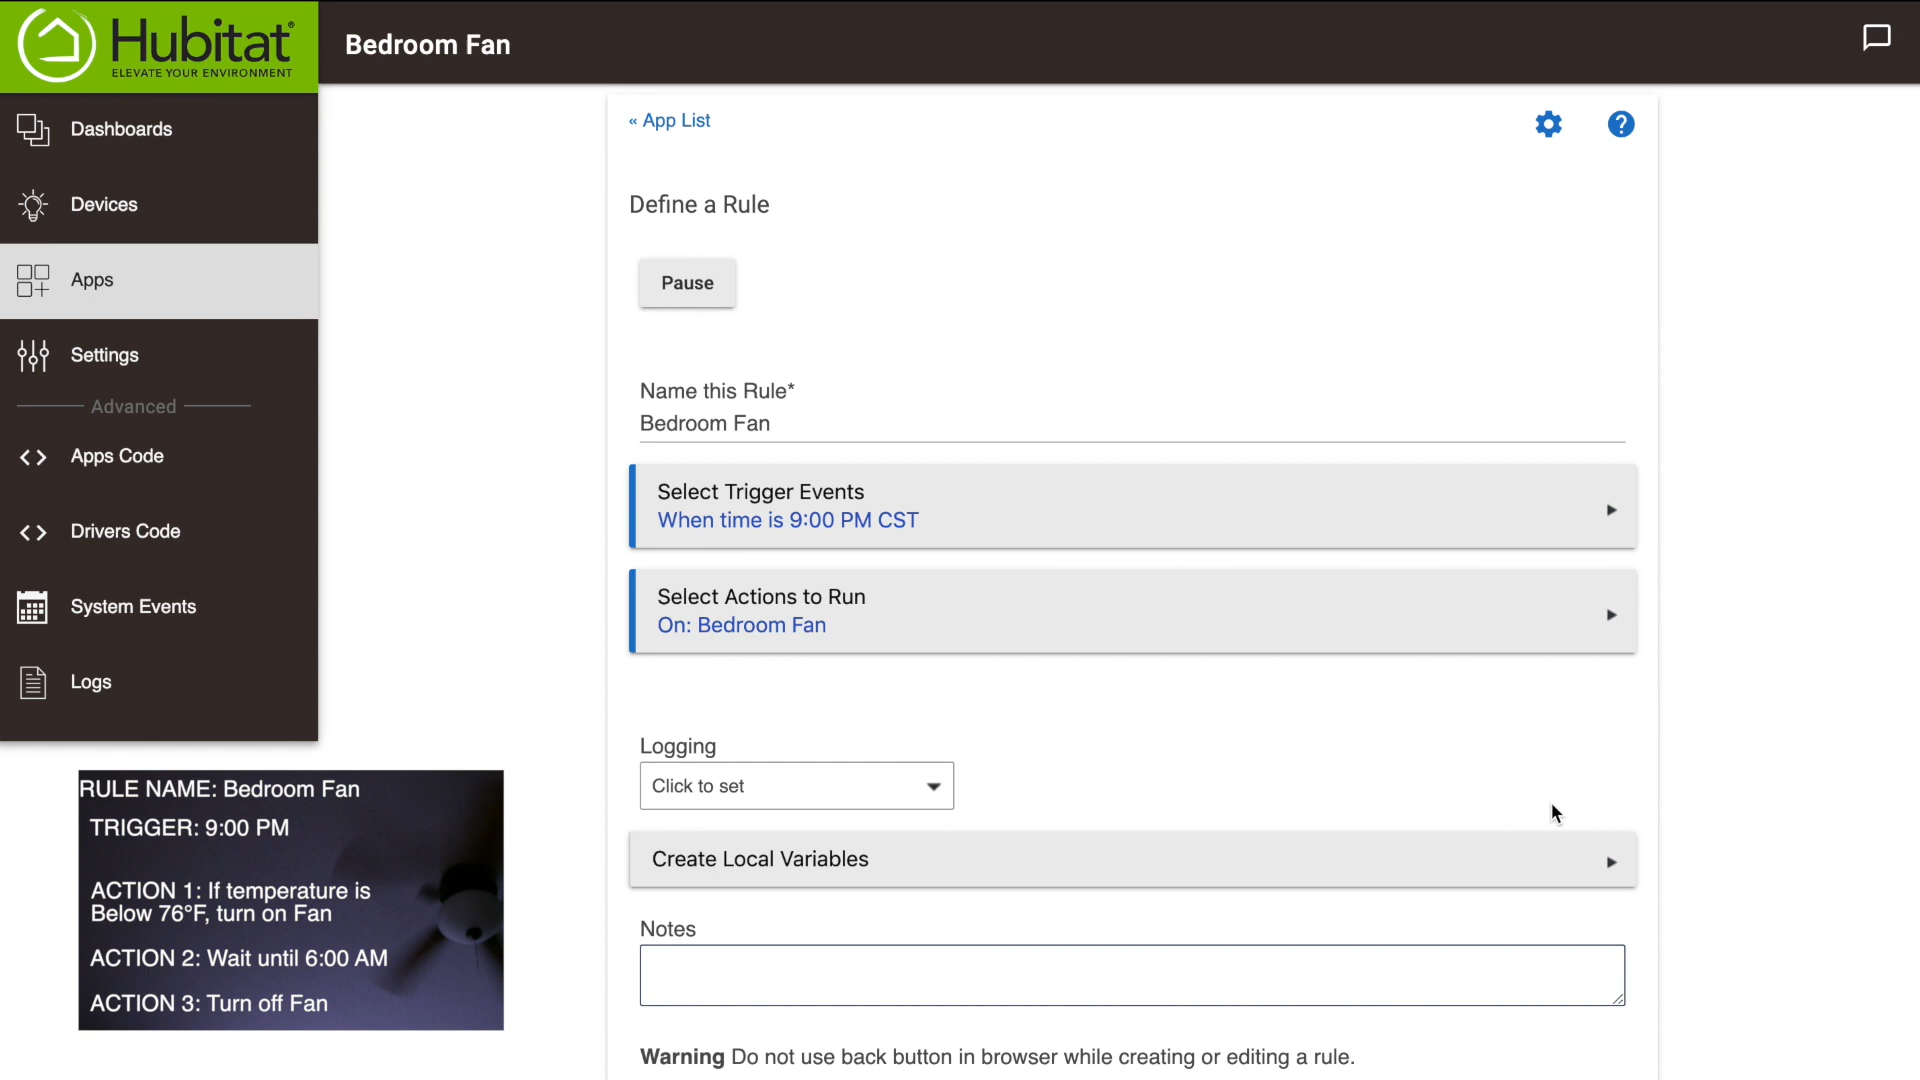 Hubitat®
ELEVATE YOUR ENVIRONMENT
Bedroom Fan
Dashboards
Devices
Apps
Settings
Advanced
Apps Code
Drivers Code
System Events
Logs
« App List
?
Define a Rule
Pause
Name this Rule*
Bedroom Fan
Select Trigger Events
When time is 9:00 PM CST
Select Actions to Run
On: Bedroom Fan
Logging
Click to set
Create Local Variables
Notes
Warning Do not use back button in browser while creating or editing a rule.
RULE NAME: Bedroom Fan
TRIGGER: 9:00 PM
ACTION 1: If temperature is
Below 76°F, turn on Fan
ACTION 2: Wait until 6:00 AM
ACTION 3: Turn off Fan